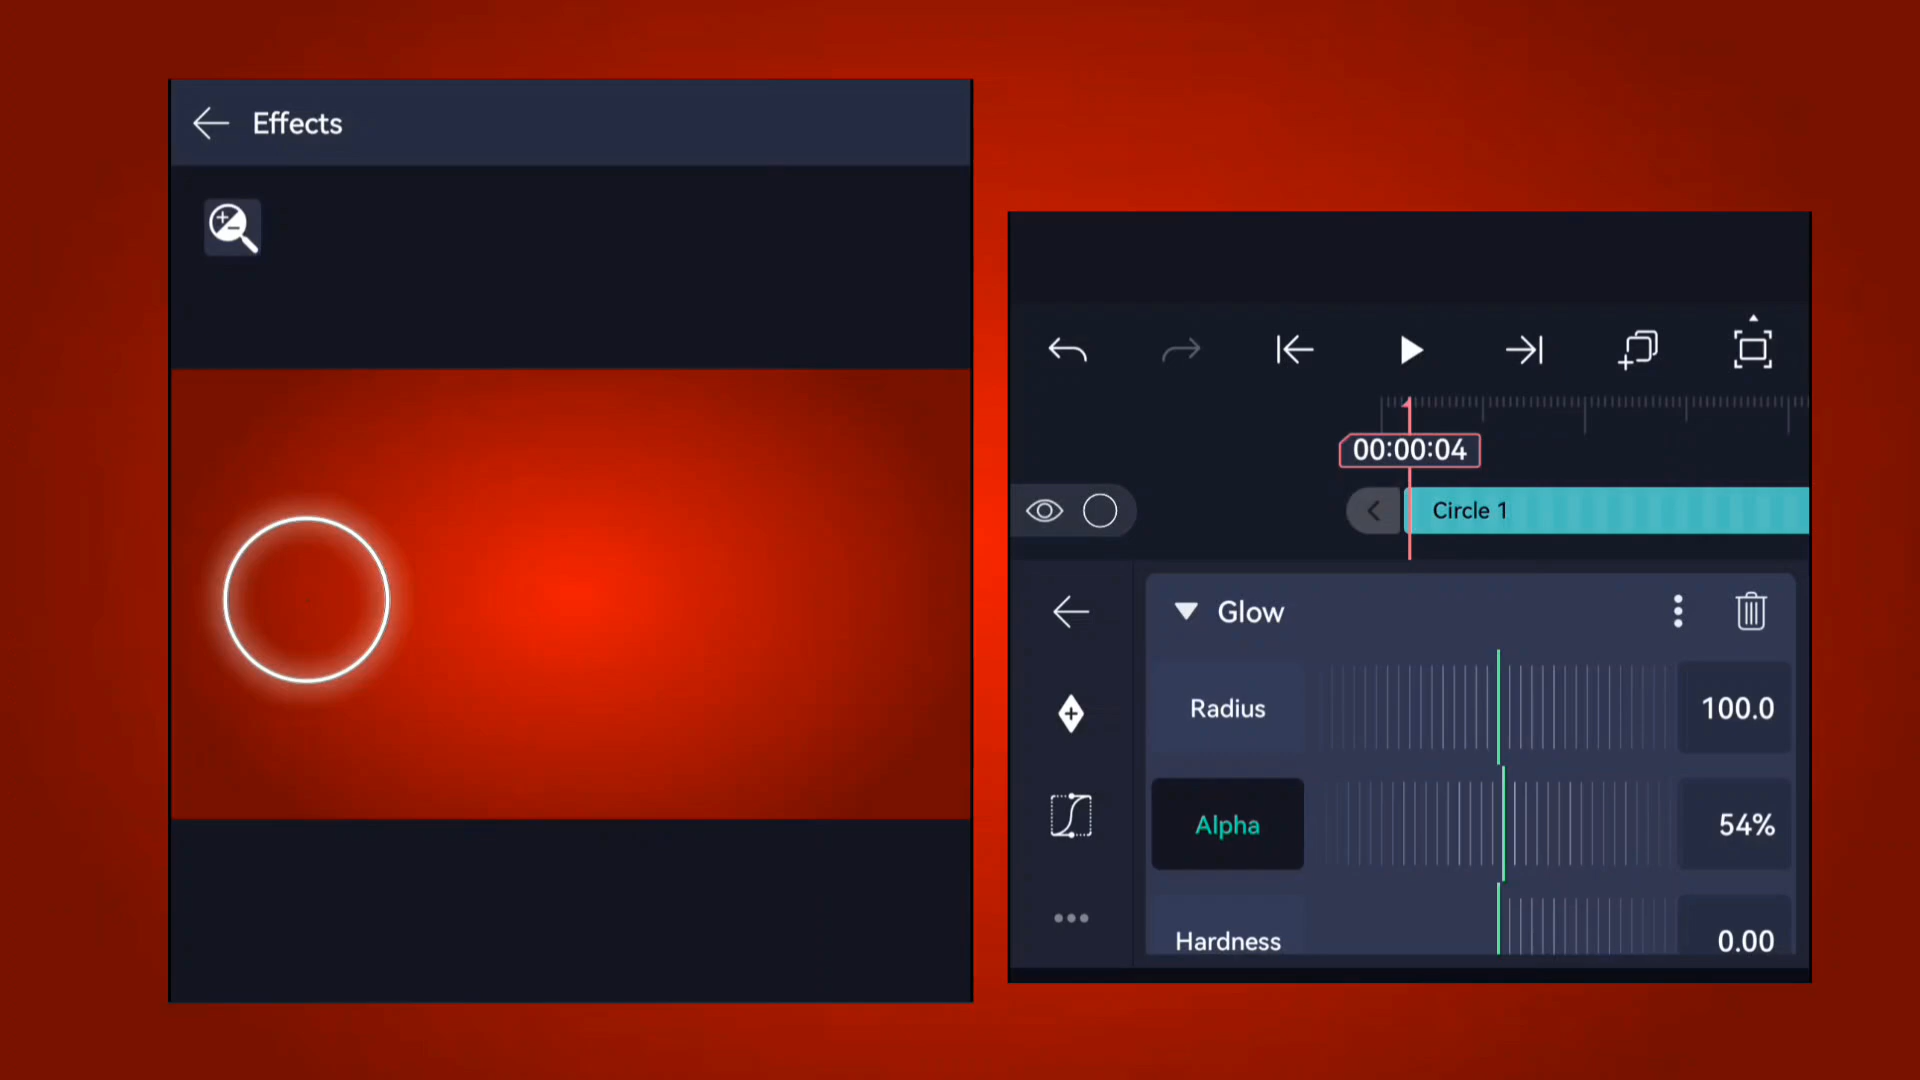 Effects
00:00:04
Circle 1
Glow
Radius 100.0
Alpha 54%
Hardness 0.00